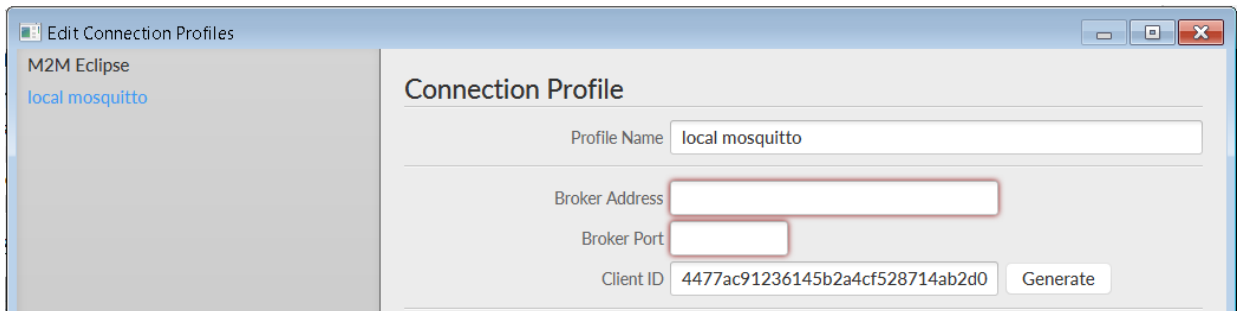 Edit Connection Profiles
M2M Eclipse
local mosquitto
Connection Profile
Profile Name local mosquitto
Broker Address
Broker Port
Client ID 4477ac91236145b2a4cf528714ab2d0 Generate